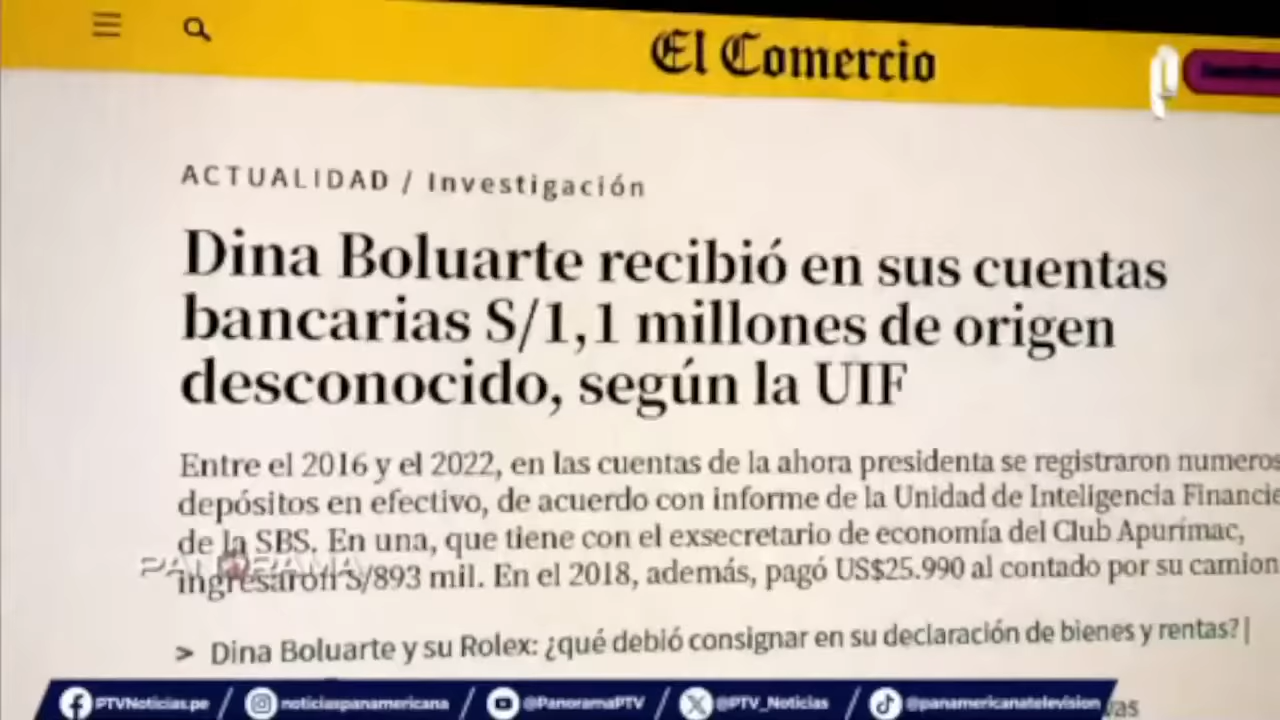 El Comercio
ACTUALIDAD / Investigación
Dina Boluarte recibió en sus cuentas
bancarias S/1,1 millones de origen
desconocido, según la UIF
Entre el 2016 y el 2022, en las cuentas de la ahora presidenta se registraron numeros
depósitos en efectivo, de acuerdo con informe de la Unidad de Inteligencia Financie
de la SBS. En una, que tiene con el exsecretario de economía del Club Apurímac,
PANORAMA
ingresaron S/893 mil. En el 2018, además, pagó US$25.990 al contado por su camion
> Dina Boluarte y su Rolex: ¿qué debió consignar en su declaración de bienes y rentas? |
PTVNoticias.pe / noticiaspanamericana / @PanoramaPTV / @PTV_Noticias / @panamericanatelevision